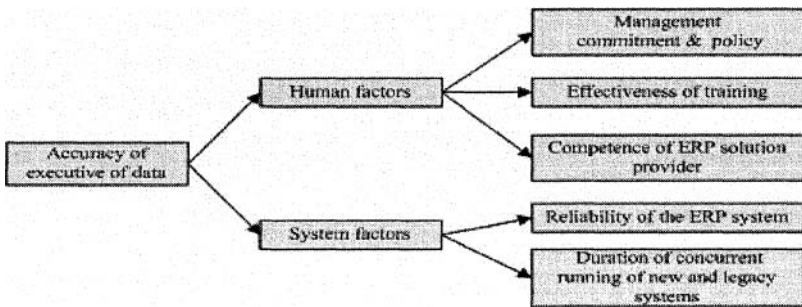 Management
commitment & policy
Human factors
Effectiveness of training
Competence of ERP solution
provider
Accuracy of
executive of data
System factors
Reliability of the ERP system
Duration of concurrent
running of new and legacy
systems